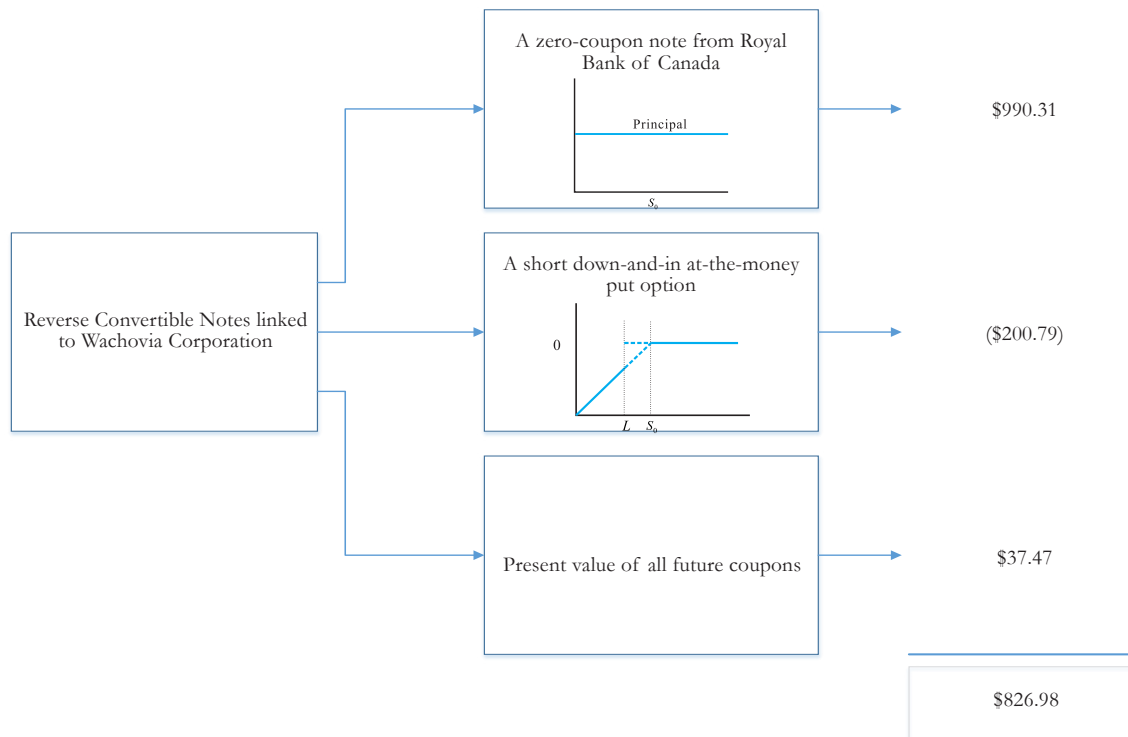 A zero-coupon note from Royal
Bank of Canada
Principal
S₀
$990.31
Reverse Convertible Notes linked
to Wachovia Corporation
A short down-and-in at-the-money
put option
0
L S₀
($200.79)
Present value of all future coupons
$37.47
$826.98